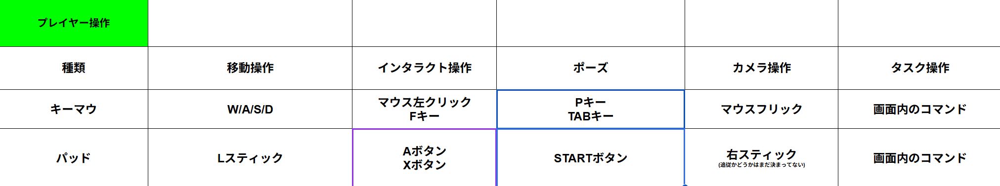 プレイヤー操作
種類 移動操作 インタラクト操作 ポーズ カメラ操作 タスク操作
キーマウ W/A/S/D マウス左クリック Pキー マウスフリック 画面内のコマンド
Fキー TABキー
パッド Lスティック Aボタン STARTボタン 右スティック 画面内のコマンド
Xボタン (追従かどうかはまだ決まってない)